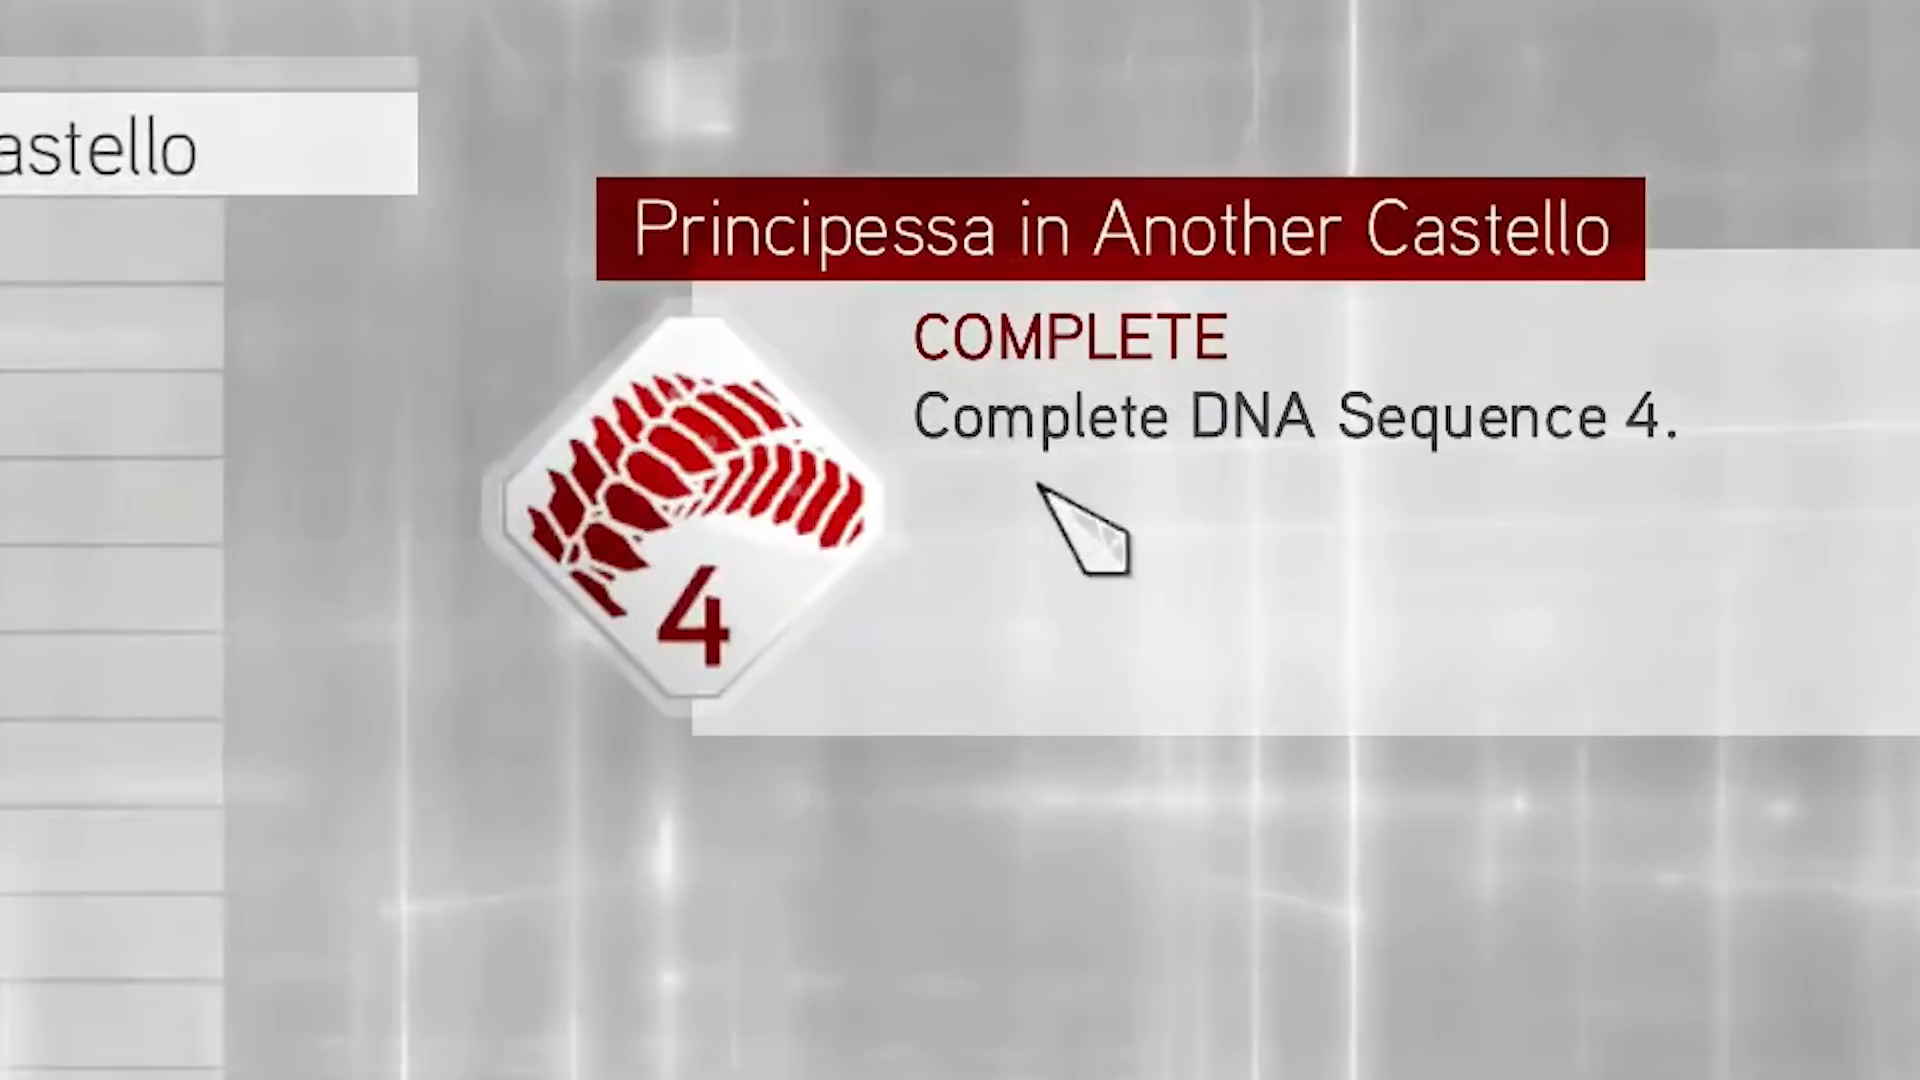 astello
Principessa in Another Castello
COMPLETE
Complete DNA Sequence 4.
4